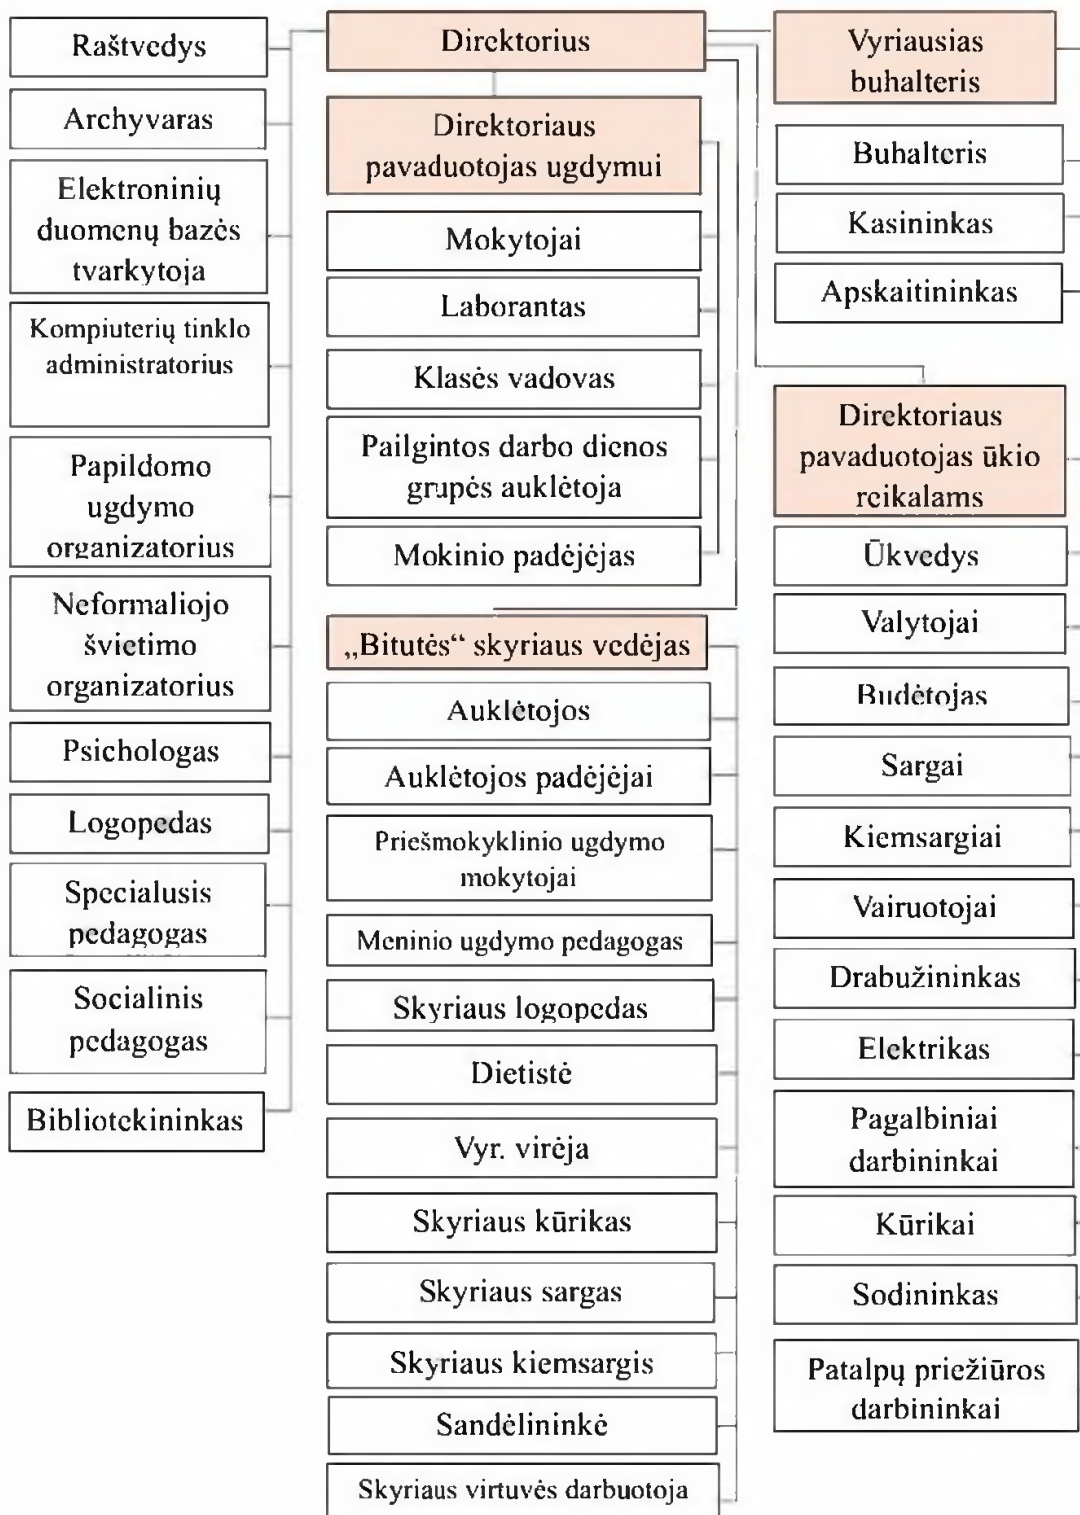 Raštvedys
Archyvaras
Elektroninių
duomenų bazės
tvarkytoja
Kompiuterių tinklo
administratorius
Papildomo
ugdymo
organizatorius
Neformaliojo
švietimo
organizatorius
Psichologas
Logopedas
Specialusis
pedagogas
Socialinis
pedagogas
Bibliotekininkas
Direktorius
Direktoriaus
pavaduotojas ugdymui
Mokytojai
Laborantas
Klasės vadovas
Pailgintos darbo dienos
grupės auklėtoja
Mokinio padėjėjas
„Bitutės“ skyriaus vedėjas
Auklėtojos
Auklėtojos padėjėjai
Priešmokyklinio ugdymo
mokytojai
Meninio ugdymo pedagogas
Skyriaus logopedas
Dietistė
Vyr. virėja
Skyriaus kūrikas
Skyriaus sargas
Skyriaus kiemsargis
Sandėlininkė
Skyriaus virtuvės darbuotoja
Vyriausias
buhalteris
Buhalteris
Kasininkas
Apskaitininkas
Direktoriaus
pavaduotojas ūkio
reikalams
Ūkvedys
Valytojai
Budėtojas
Sargai
Kiemsargiai
Vairuotojai
Drabužininkas
Elektrikas
Pagalbiniai
darbininkai
Kūrikai
Sodininkas
Patalpų priežiūros
darbininkai